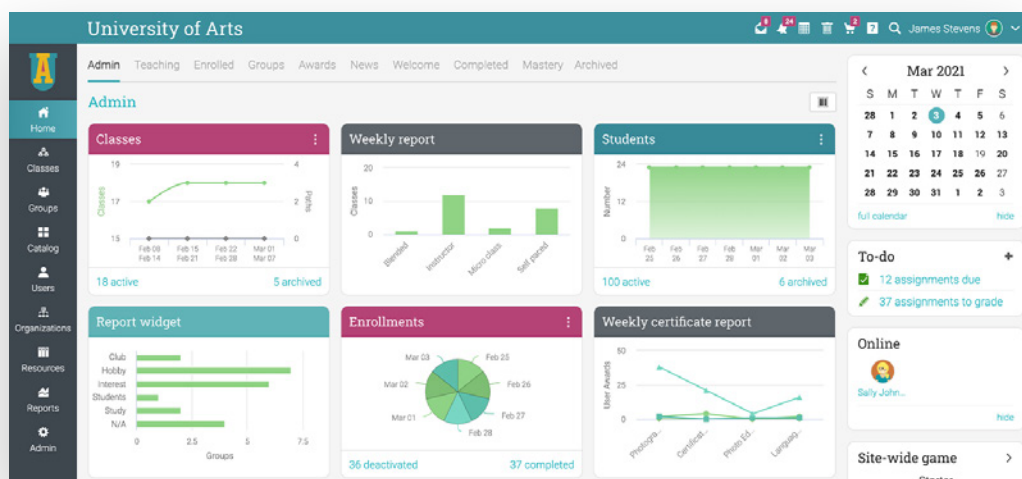 University of Arts
8
24
2
James Stevens
Home
Classes
Groups
Catalog
Users
Organizations
Resources
Reports
Admin
Admin Teaching Enrolled Groups Awards News Welcome Completed Mastery Archived
Admin
Classes
19 4
17 2
15 0
Classes
Paths
Feb 08 Feb 15 Feb 22 Mar 01
Feb 14 Feb 21 Feb 28 Mar 07
18 active 5 archived
Weekly report
20
10
0
Classes
Blended Instructor Micro class Self paced
Students
24
12
0
Number
Feb Feb Feb Feb Mar Mar Mar
25 26 27 28 01 02 03
100 active 6 archived
Report widget
Club
Hobby
Interest
Students
Study
N/A
0 2.5 5 7.5
Groups
Enrollments
Mar 03 Feb 25
Mar 02 Feb 26
Mar 01 Feb 27
Feb 28
36 deactivated 37 completed
Weekly certificate report
50
25
0
User Awards
Photogra... Certificat... Photo Ed... Languag...
Mar 2021
S M T W T F S
28 1 2 3 4 5 6
7 8 9 10 11 12 13
14 15 16 17 18 19 20
21 22 23 24 25 26 27
28 29 30 31 1 2 3
full calendar hide
To-do +
12 assignments due
37 assignments to grade
Online
Sally John...
hide
Site-wide game